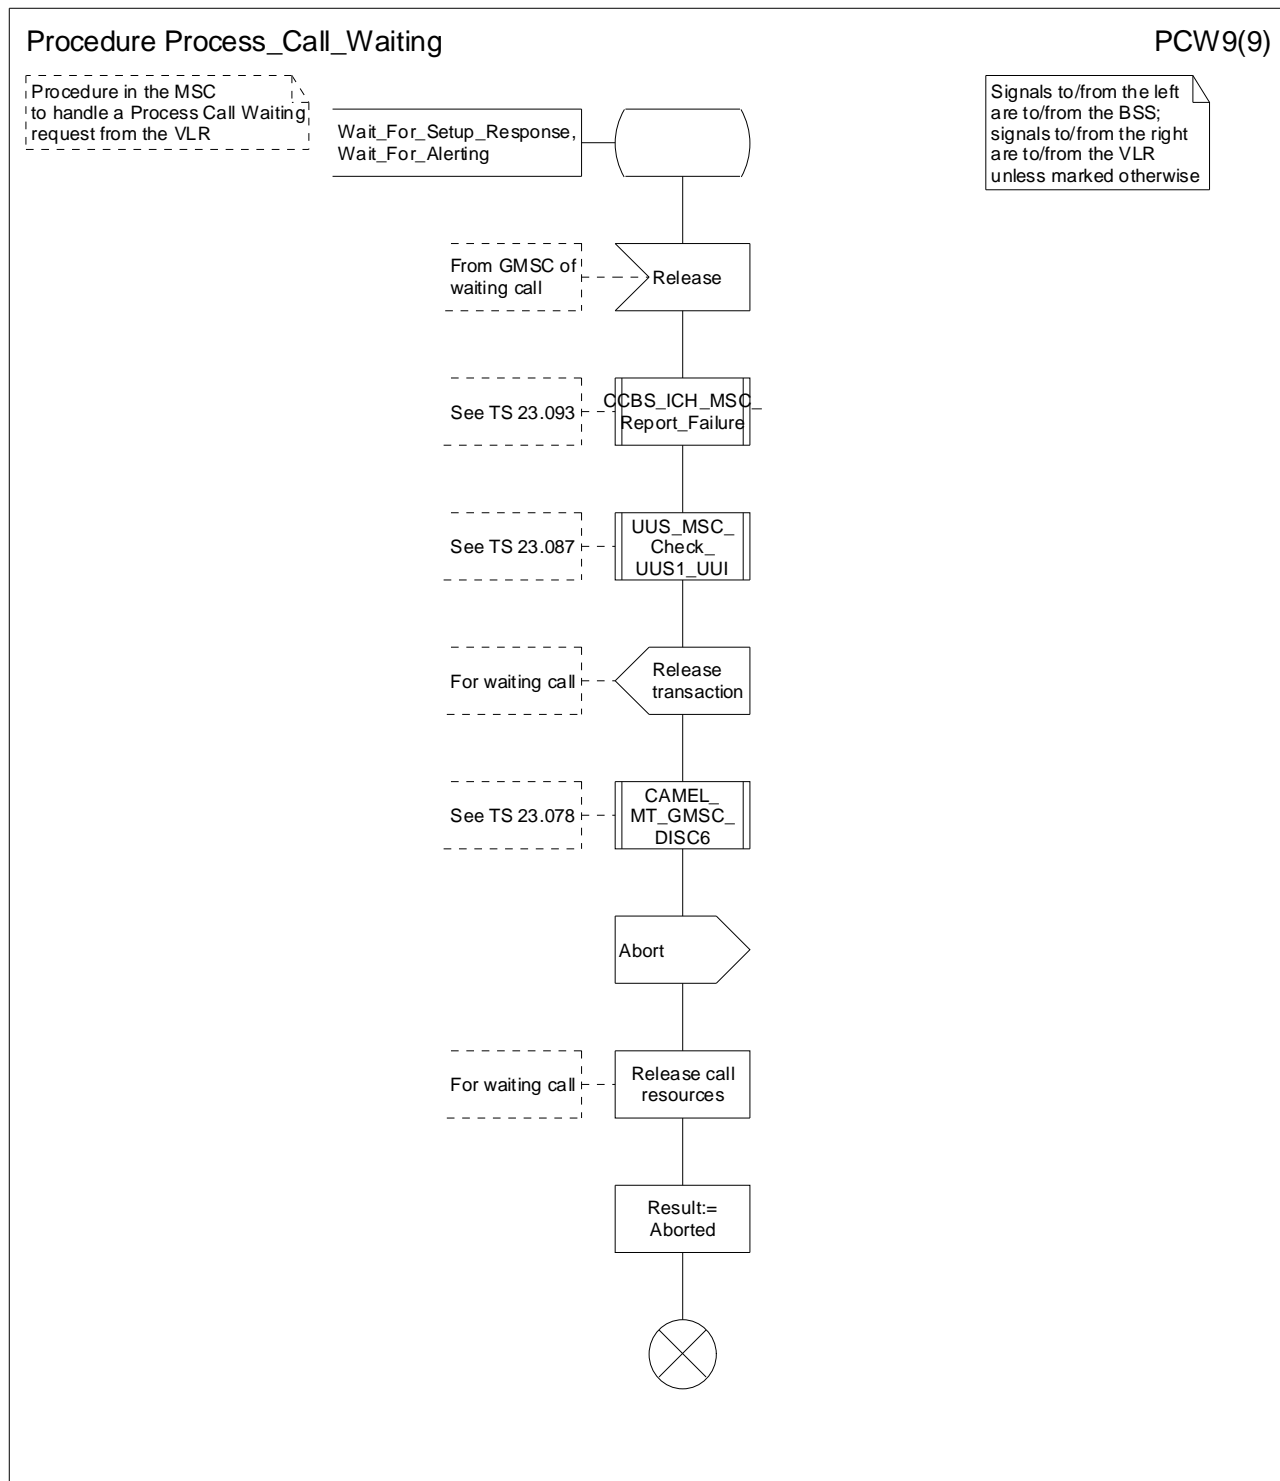 Procedure Process_Call_Waiting
PCW9(9)
Procedure in the MSC
to handle a Process Call Waiting
request from the VLR
Signals to/from the left
are to/from the BSS;
signals to/from the right
are to/from the VLR
unless marked otherwise
Wait_For_Setup_Response,
Wait_For_Alerting
From GMSC of
waiting call
Release
See TS 23.093
CCBS_ICH_MSC_
Report_Failure
See TS 23.087
UUS_MSC_
Check_
UUS1_UUI
For waiting call
Release
transaction
See TS 23.078
CAMEL_
MT_GMSC_
DISC6
Abort
For waiting call
Release call
resources
Result:=
Aborted